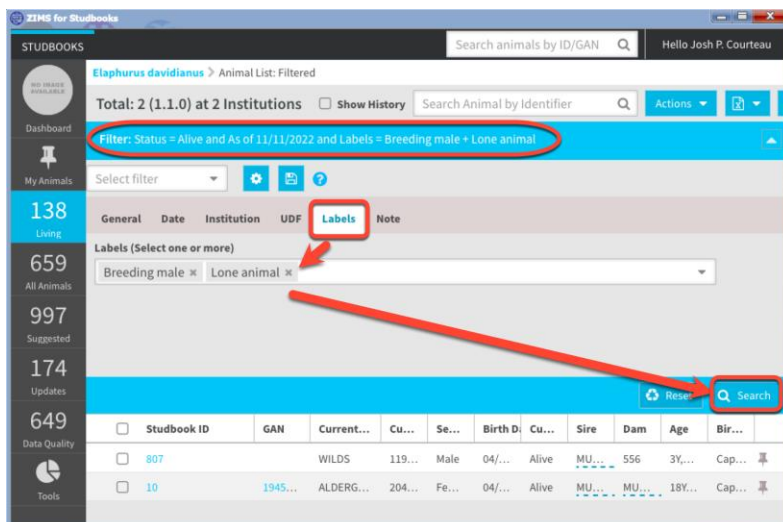 ZIMS for Studbooks
STUDBOOKS
Search animals by ID/GAN
Hello Josh P. Courteau
NO IMAGE
AVAILABLE
Elaphurus davidianus > Animal List: Filtered
Total: 2 (1.1.0) at 2 Institutions
Show History
Search Animal by Identifier
Actions
Dashboard
Filter: Status = Alive and As of 11/11/2022 and Labels = Breeding male + Lone animal
My Animals
Select filter
?
138
Living
General Date Institution UDF Labels Note
Labels (Select one or more)
Breeding male × Lone animal ×
659
All Animals
997
Suggested
174
Updates
Reset
Search
649
Data Quality
Studbook ID GAN Current... Cu... Se... Birth Da Cu... Sire Dam Age Bir...
807 WILDS 119... Male 04/... Alive MU... 556 3Y,... Cap...
10 1945... ALDERG... 204... Fe... 04/... Alive MU... MU... 18Y... Cap...
Tools